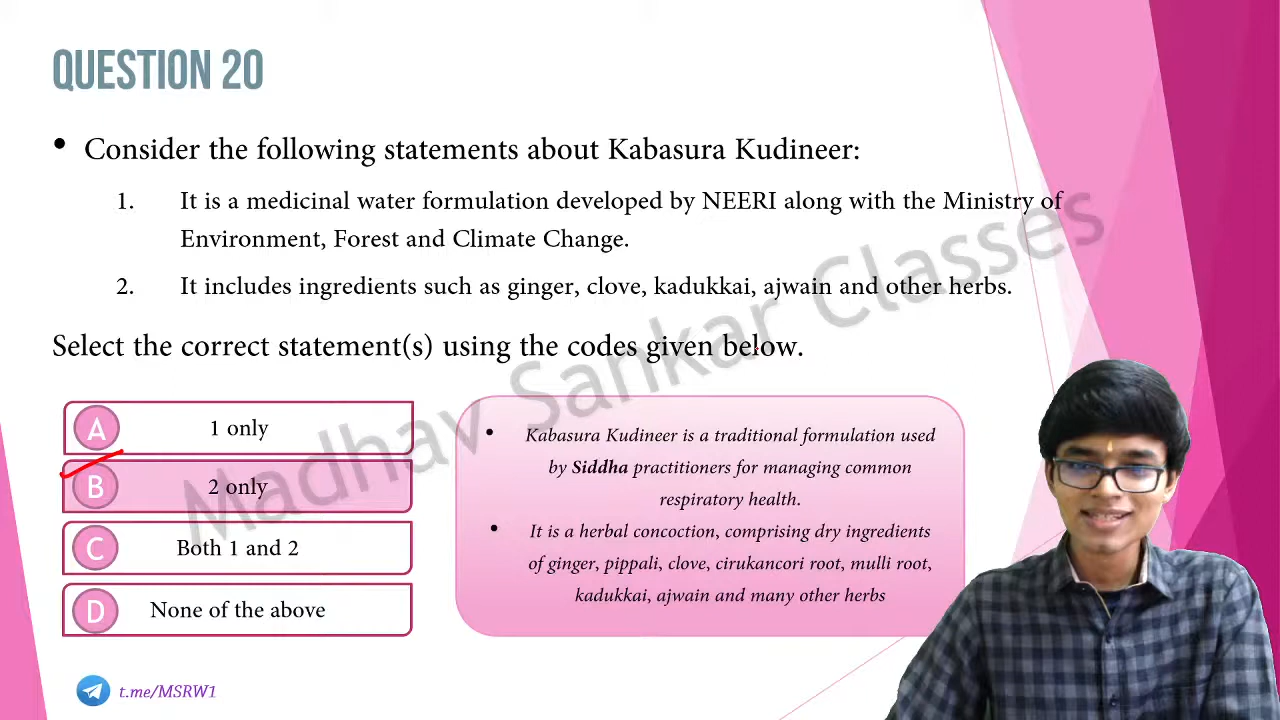 QUESTION 20
• Consider the following statements about Kabasura Kudineer:
1. It is a medicinal water formulation developed by NEERI along with the Ministry of
Environment, Forest and Climate Change.
2. It includes ingredients such as ginger, clove, kadukkai, ajwain and other herbs.
Select the correct statement(s) using the codes given below.
A 1 only
B 2 only
C Both 1 and 2
D None of the above
• Kabasura Kudineer is a traditional formulation used
by Siddha practitioners for managing common
respiratory health.
• It is a herbal concoction, comprising dry ingredients
of ginger, pippali, clove, cirukancori root, mulli root,
kadukkai, ajwain and many other herbs
Madhav Sankar Classes
t.me/MSRW1